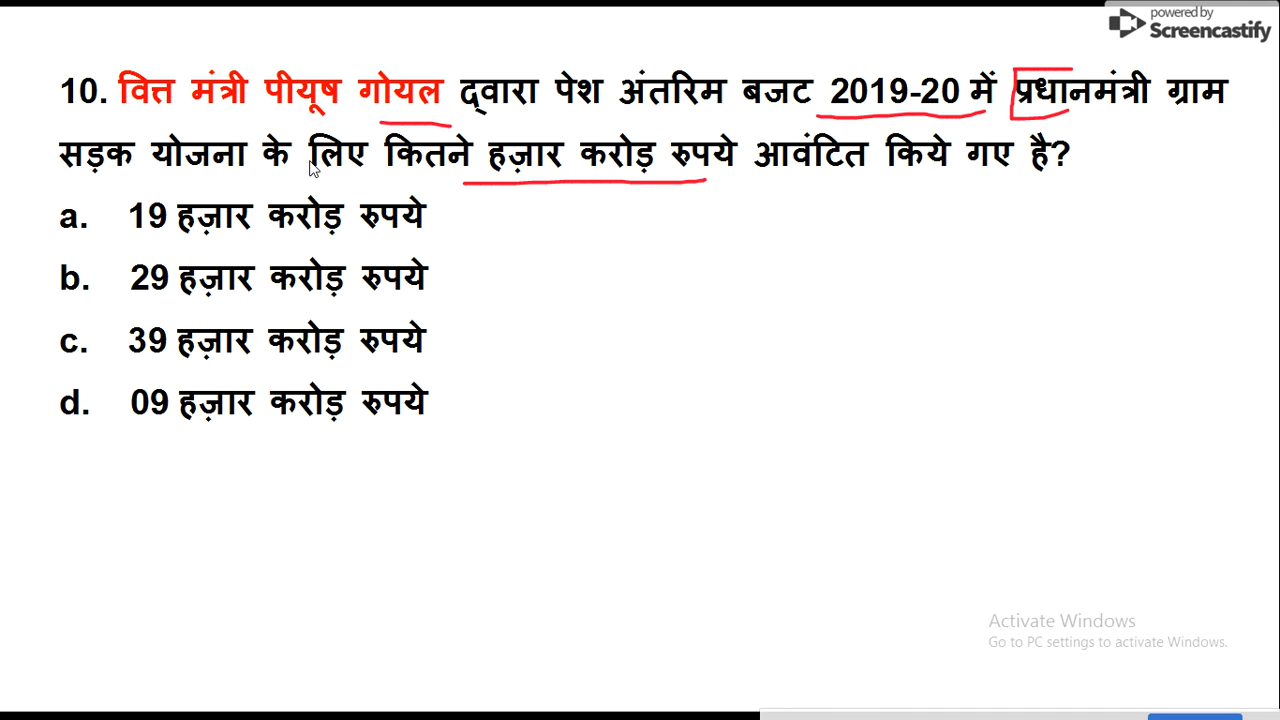 powered by
Screencastify
10. वित्त मंत्री पीयूष गोयल द्वारा पेश अंतरिम बजट 2019-20 में प्रधानमंत्री ग्राम
सड़क योजना के लिए कितने हज़ार करोड़ रुपये आवंटित किये गए है?
a. 19 हज़ार करोड़ रुपये
b. 29 हज़ार करोड़ रुपये
c. 39 हज़ार करोड़ रुपये
d. 09 हज़ार करोड़ रुपये
Activate Windows
Go to PC settings to activate Windows.